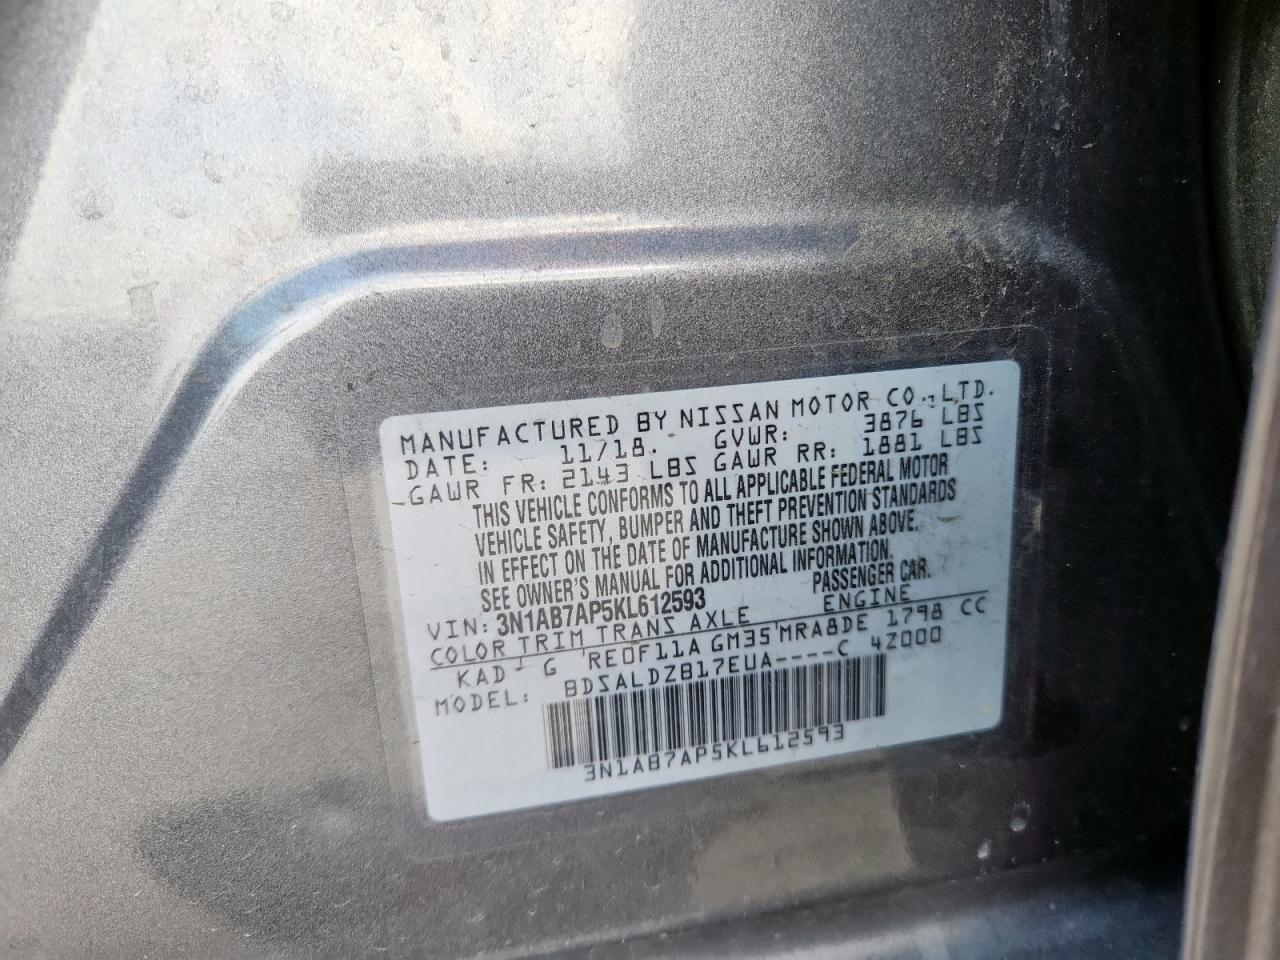 MANUFACTURED BY NISSAN MOTOR CO.,LTD.
DATE: 11/18. GVWR: 3876 LBS
GAWR FR: 2143 LBS GAWR RR: 1881 LBS
THIS VEHICLE CONFORMS TO ALL APPLICABLE FEDERAL MOTOR
VEHICLE SAFETY, BUMPER AND THEFT PREVENTION STANDARDS
IN EFFECT ON THE DATE OF MANUFACTURE SHOWN ABOVE.
SEE OWNER'S MANUAL FOR ADDITIONAL INFORMATION.
VIN: 3N1AB7AP5KL612593 PASSENGER CAR.
COLOR TRIM TRANS AXLE ENGINE
KAD G RE0F11A GM35 MRA8DE 1798 CC
MODEL: BDSALDZB17EUA----C 4Z000
3N1AB7AP5KL612593